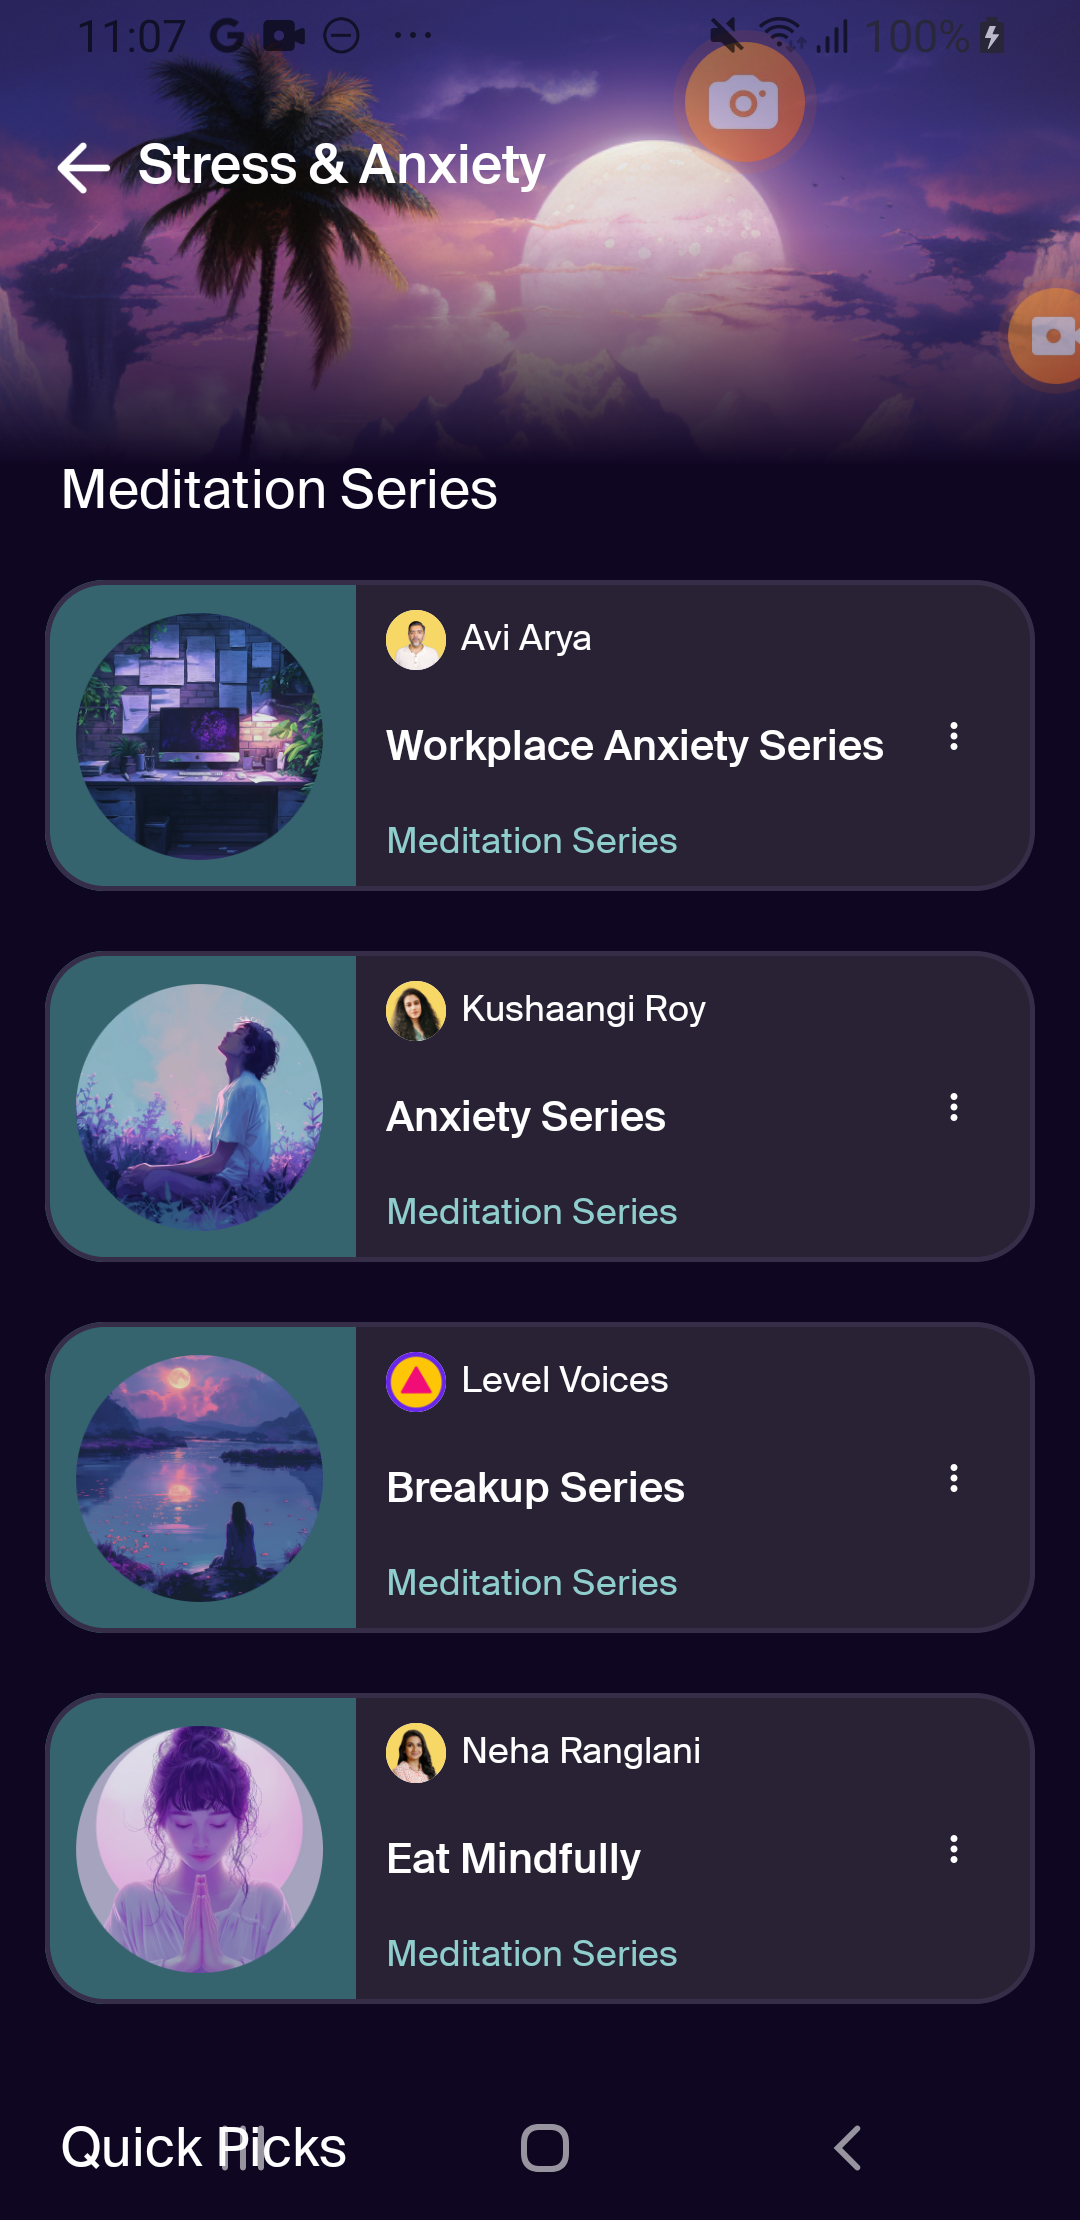 11:07 G 100%
Stress & Anxiety
Meditation Series
Avi Arya
Workplace Anxiety Series
Meditation Series
Kushaangi Roy
Anxiety Series
Meditation Series
Level Voices
Breakup Series
Meditation Series
Neha Ranglani
Eat Mindfully
Meditation Series
Quick Picks